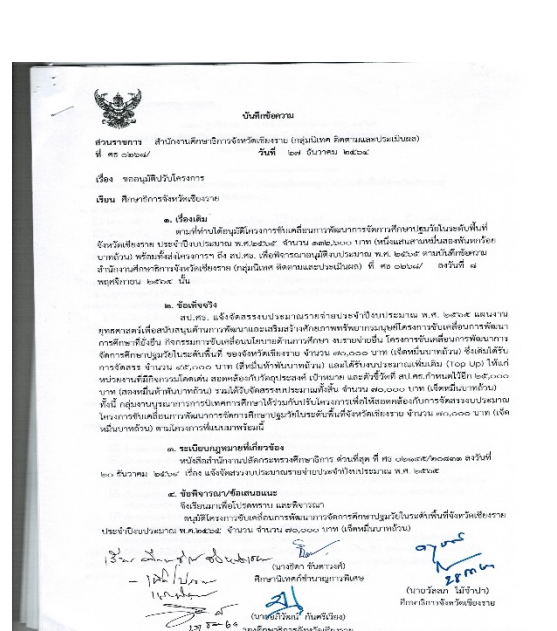 บันทึกข้อความ
ส่วนราชการ สำนักงานศึกษาธิการจังหวัดเชียงราย (กลุ่มนิเทศ ติดตามและประเมินผล)
ที่ ศธ ๐๒๖๘/ วันที่ ๒๗ ธันวาคม ๒๕๖๔
เรื่อง ขออนุมัติปรับโครงการ
เรียน ศึกษาธิการจังหวัดเชียงราย
๑. เรื่องเดิม
ตามที่ท่านได้อนุมัติโครงการขับเคลื่อนการพัฒนาการจัดการศึกษาปฐมวัยในระดับพื้นที่
จังหวัดเชียงราย ประจำปีงบประมาณ พ.ศ.๒๕๖๕ จำนวน ๑๓๒,๖๐๐ บาท (หนึ่งแสนสามหมื่นสองพันหกร้อย
บาทถ้วน) พร้อมทั้งส่งโครงการฯ ถึง สป.ศธ. เพื่อพิจารณาอนุมัติงบประมาณ พ.ศ. ๒๕๖๕ ตามบันทึกข้อความ
สำนักงานศึกษาธิการจังหวัดเชียงราย (กลุ่มนิเทศ ติดตามและประเมินผล) ที่ ศธ ๐๒๖๘/ ลงวันที่ ๘
พฤศจิกายน ๒๕๖๔ นั้น
๒. ข้อเท็จจริง
สป.ศธ. แจ้งจัดสรรงบประมาณรายจ่ายประจำปีงบประมาณ พ.ศ. ๒๕๖๕ แผนงาน
ยุทธศาสตร์เพื่อสนับสนุนด้านการพัฒนาและเสริมสร้างศักยภาพทรัพยากรมนุษย์โครงการขับเคลื่อนการพัฒนา
การศึกษาที่ยั่งยืน กิจกรรมการขับเคลื่อนนโยบายด้านการศึกษา งบรายจ่ายอื่น โครงการขับเคลื่อนการพัฒนาการ
จัดการศึกษาปฐมวัยในระดับพื้นที่ ของจังหวัดเชียงราย จำนวน ๗๐,๐๐๐ บาท (เจ็ดหมื่นบาทถ้วน) ซึ่งเดิมได้รับ
การจัดสรร จำนวน ๔๕,๐๐๐ บาท (สี่หมื่นห้าพันบาทถ้วน) และได้รับงบประมาณเพิ่มเติม (Top Up) ให้แก่
หน่วยงานที่มีกิจกรรมโดดเด่น สอดคล้องกับวัตถุประสงค์ เป้าหมาย และตัวชี้วัดที่ สป.ศธ.กำหนดไว้อีก ๒๕,๐๐๐
บาท (สองหมื่นห้าพันบาทถ้วน) รวมได้รับจัดสรรงบประมาณทั้งสิ้น จำนวน ๗๐,๐๐๐ บาท (เจ็ดหมื่นบาทถ้วน)
ทั้งนี้ กลุ่มงานบูรณาการการนิเทศการศึกษาได้ร่วมกันปรับโครงการเพื่อให้สอดคล้องกับการจัดสรรงบประมาณ
โครงการขับเคลื่อนการพัฒนาการจัดการศึกษาปฐมวัยในระดับพื้นที่จังหวัดเชียงราย จำนวน ๗๐,๐๐๐ บาท (เจ็ด
หมื่นบาทถ้วน) ตามโครงการที่แนบมาพร้อมนี้
๓. ระเบียบกฎหมายที่เกี่ยวข้อง
หนังสือสำนักงานปลัดกระทรวงศึกษาธิการ ด่วนที่สุด ที่ ศธ ลงวันที่
๒๐ ธันวาคม ๒๕๖๔ เรื่อง แจ้งจัดสรรงบประมาณรายจ่ายประจำปีงบประมาณ พ.ศ. ๒๕๖๕
๔. ข้อพิจารณา/ข้อเสนอแนะ
จึงเรียนมาเพื่อโปรดทราบ และพิจารณา
อนุมัติโครงการขับเคลื่อนการพัฒนาการจัดการศึกษาปฐมวัยในระดับพื้นที่จังหวัดเชียงราย
ประจำปีงบประมาณ พ.ศ.๒๕๖๕ จำนวน จำนวน ๗๐,๐๐๐ บาท (เจ็ดหมื่นบาทถ้วน)
(นางธิดา ขันดาวงศ์)
ศึกษานิเทศก์ชำนาญการพิเศษ
(นายวัลลภ ไม้จำปา)
ศึกษาธิการจังหวัดเชียงราย
กันศรีเวียง)
รองศึกษาธิการจังหวัดเชียงราย